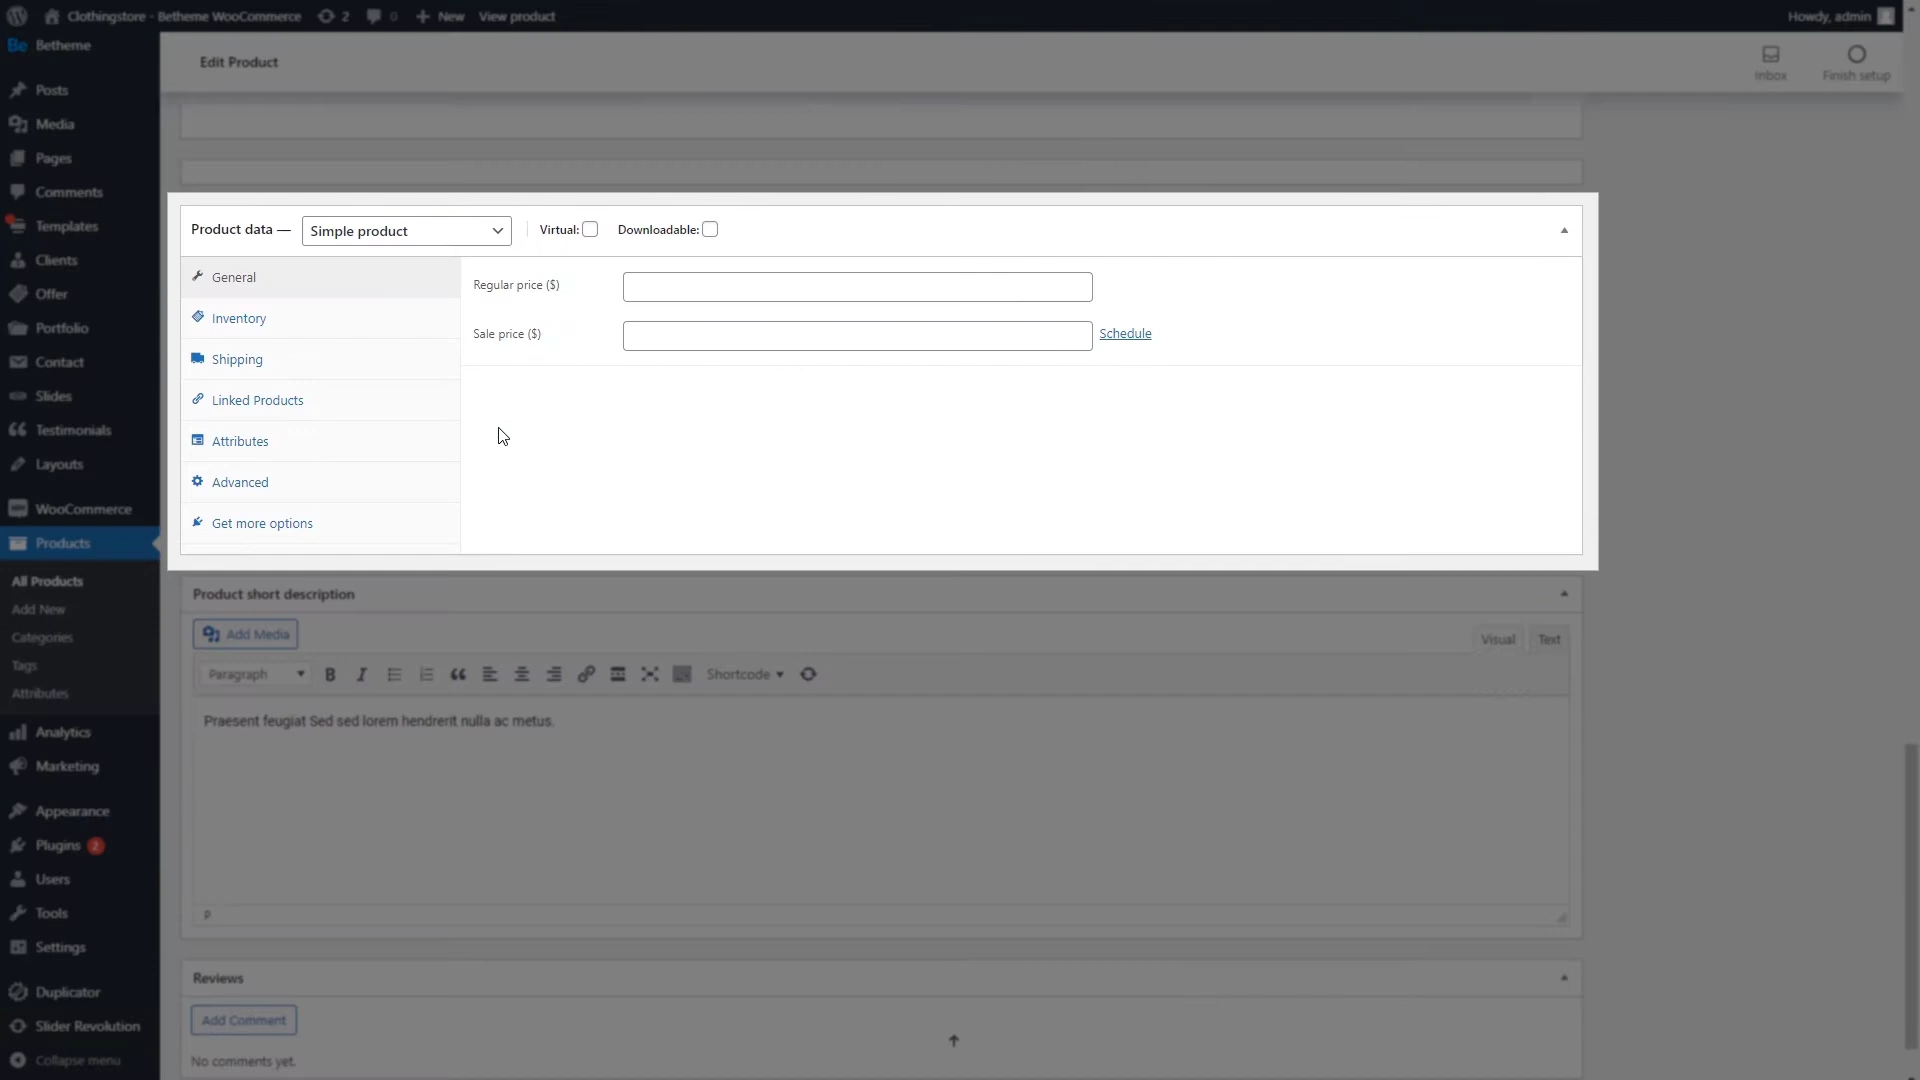 Clothingstore - Betheme WooCommerce 2 0 New View product Howdy, admin
Be Betheme
Edit Product
Inbox
Finish setup
Posts
Media
Pages
Comments
Templates
Clients
Offer
Portfolio
Contact
Slides
Testimonials
Layouts
WooCommerce
Products
All Products
Add New
Categories
Tags
Attributes
Analytics
Marketing
Appearance
Plugins 2
Users
Tools
Settings
Duplicator
Slider Revolution
Collapse menu
Product data — Simple product Virtual: Downloadable:
General
Inventory
Shipping
Linked Products
Attributes
Advanced
Get more options
Regular price ($)
Sale price ($) Schedule
Product short description
Add Media
Visual Text
Paragraph B I Shortcode
Praesent feugiat Sed sed lorem hendrerit nulla ac metus.
P
Reviews
Add Comment
No comments yet.